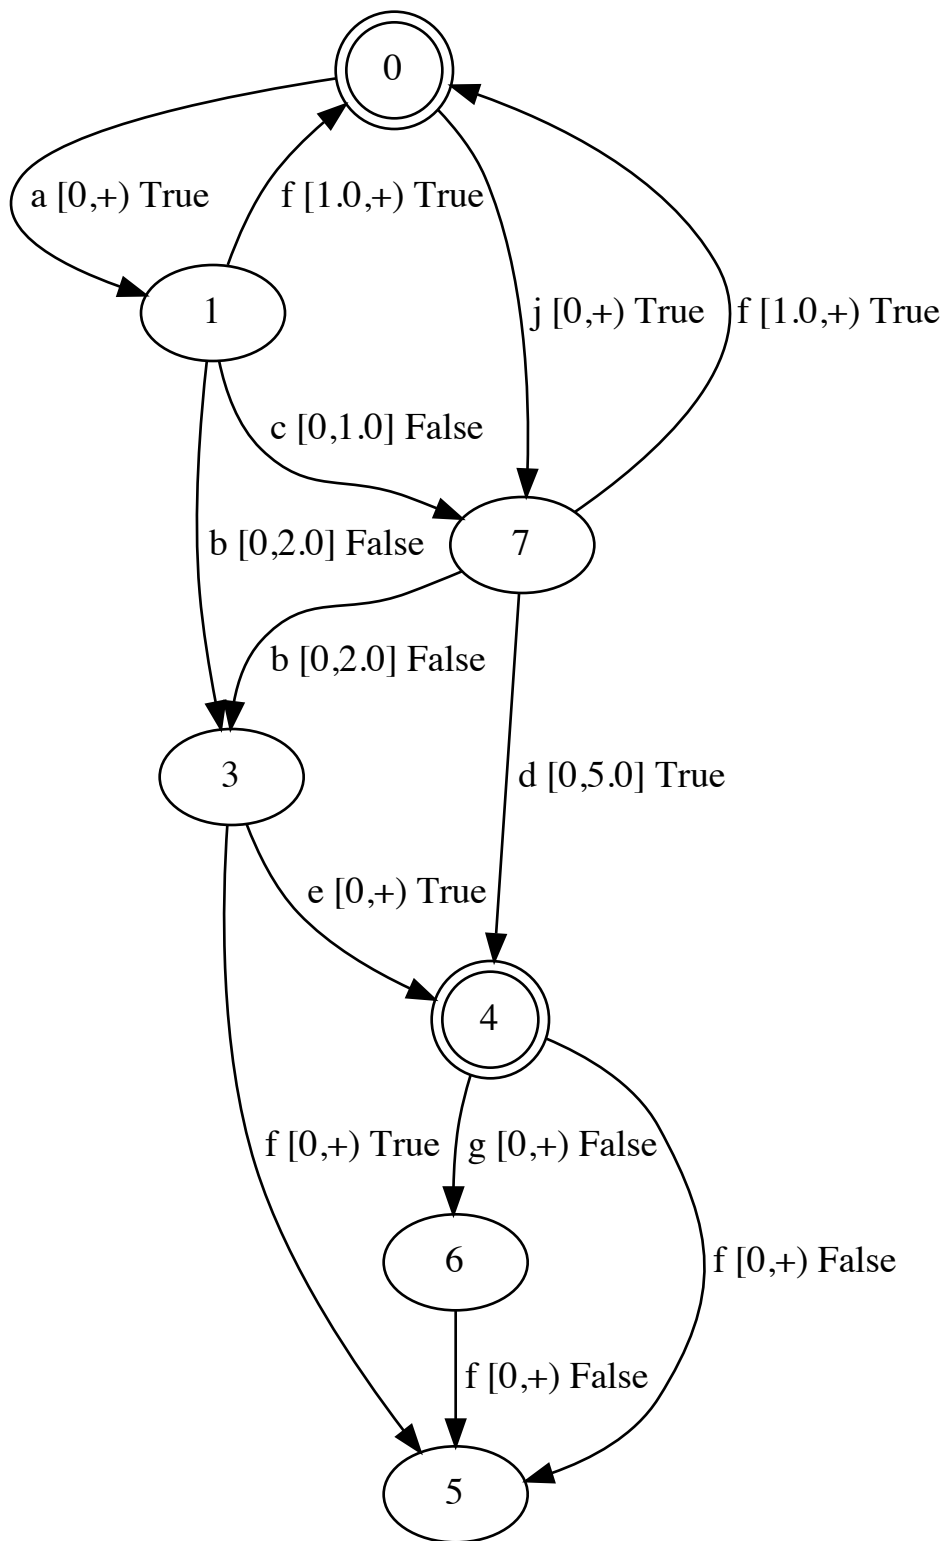 0
a [0,+) True
f [1.0,+) True
1
j [0,+) True
f [1.0,+) True
c [0,1.0] False
b [0,2.0] False
7
b [0,2.0] False
3
d [0,5.0] True
e [0,+) True
4
f [0,+) True
g [0,+) False
6
f [0,+) False
f [0,+) False
5